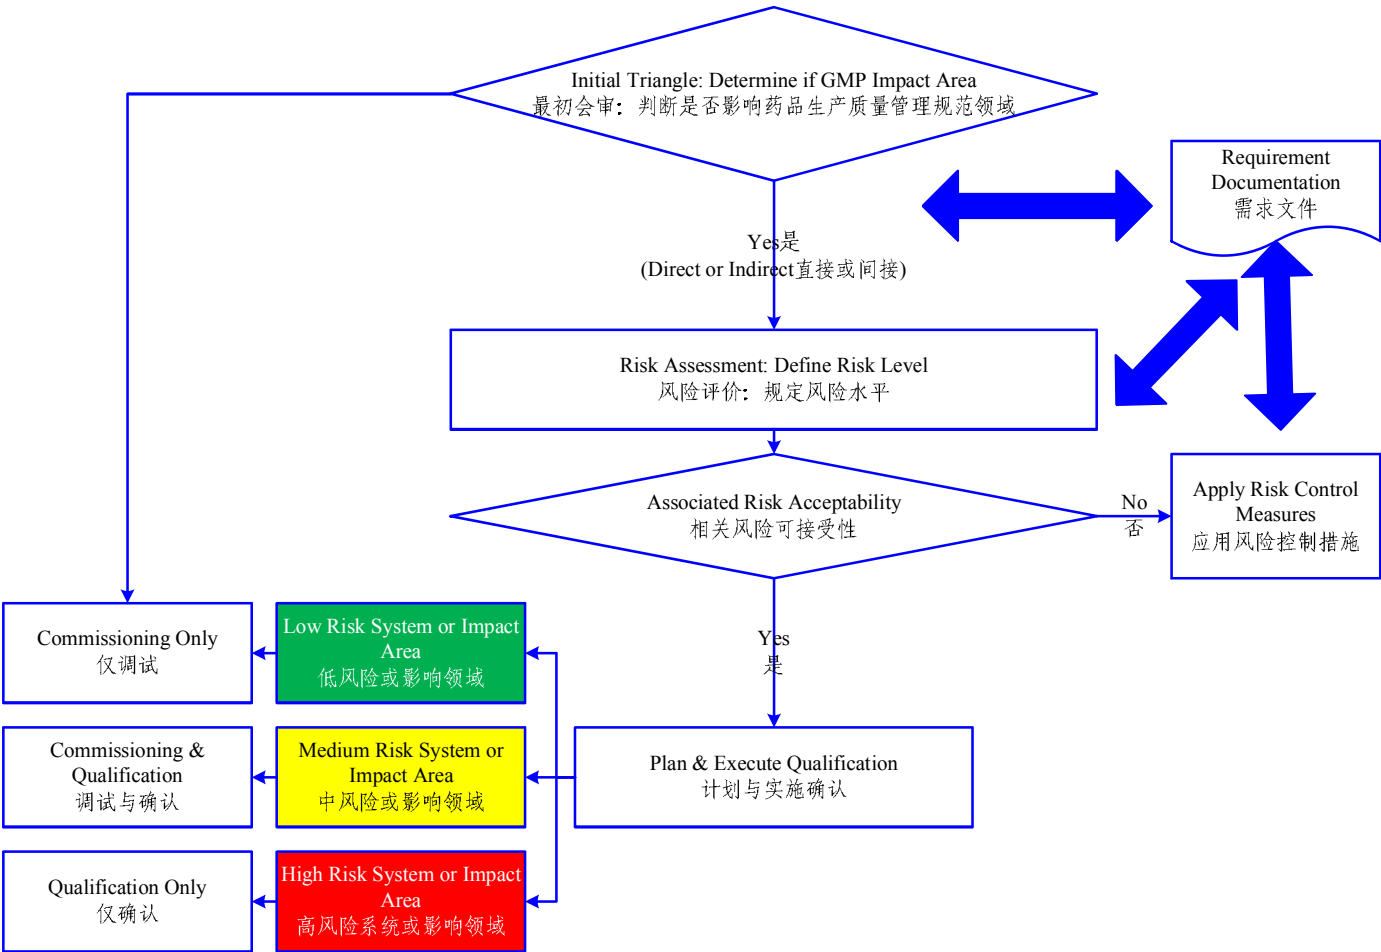 Initial Triangle: Determine if GMP Impact Area
最初会审：判断是否影响药品生产质量管理规范领域
Requirement
Documentation
需求文件
Yes是
(Direct or Indirect直接或间接)
Risk Assessment: Define Risk Level
风险评价：规定风险水平
Associated Risk Acceptability
相关风险可接受性
No
否
Apply Risk Control
Measures
应用风险控制措施
Yes
是
Commissioning Only
仅调试
Low Risk System or Impact
Area
低风险或影响领域
Commissioning &
Qualification
调试与确认
Medium Risk System or
Impact Area
中风险或影响领域
Plan & Execute Qualification
计划与实施确认
Qualification Only
仅确认
High Risk System or Impact
Area
高风险系统或影响领域